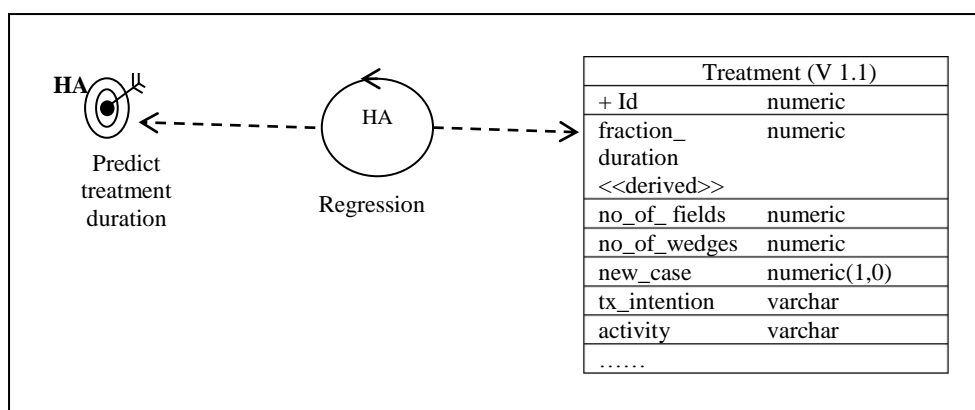 HA
Predict
treatment
duration
HA
Regression
Treatment (V 1.1)
+ Id numeric
fraction_ numeric
duration
<<derived>>
no_of_ fields numeric
no_of_wedges numeric
new_case numeric(1,0)
tx_intention varchar
activity varchar
……